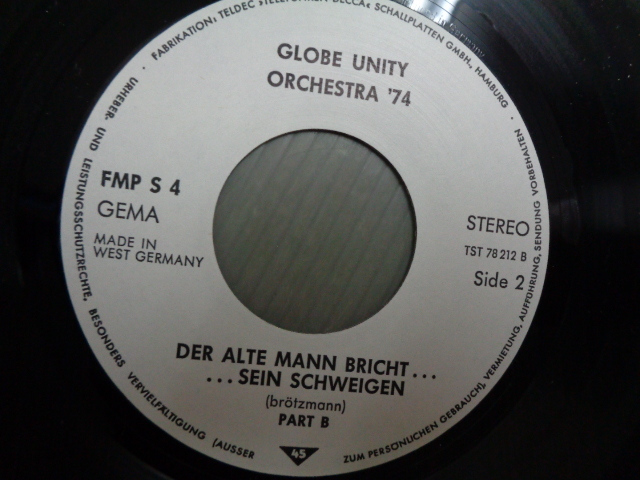 · FABRIKATION: TELDEC »TELEFUNKEN-DECCA« SCHALLPLATTEN GMBH, HAMBURG ·
GLOBE UNITY
ORCHESTRA '74
FMP S 4
GEMA
MADE IN
WEST GERMANY
STEREO
TST 78 212 B
Side 2
DER ALTE MANN BRICHT...
...SEIN SCHWEIGEN
(brötzmann)
PART B
45
URHEBER- UND LEISTUNGSSCHUTZRECHTE, BESONDERS VERVIELFÄLTIGUNG (AUSSER
ZUM PERSÖNLICHEN GEBRAUCH), VERMIETUNG, AUFFÜHRUNG, SENDUNG VORBEHALTEN